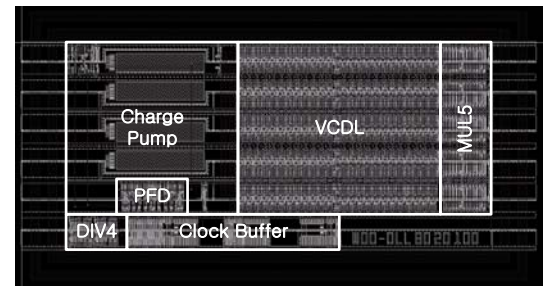 Charge
Pump
VCDL
MUL5
PFD
DIV4
Clock Buffer